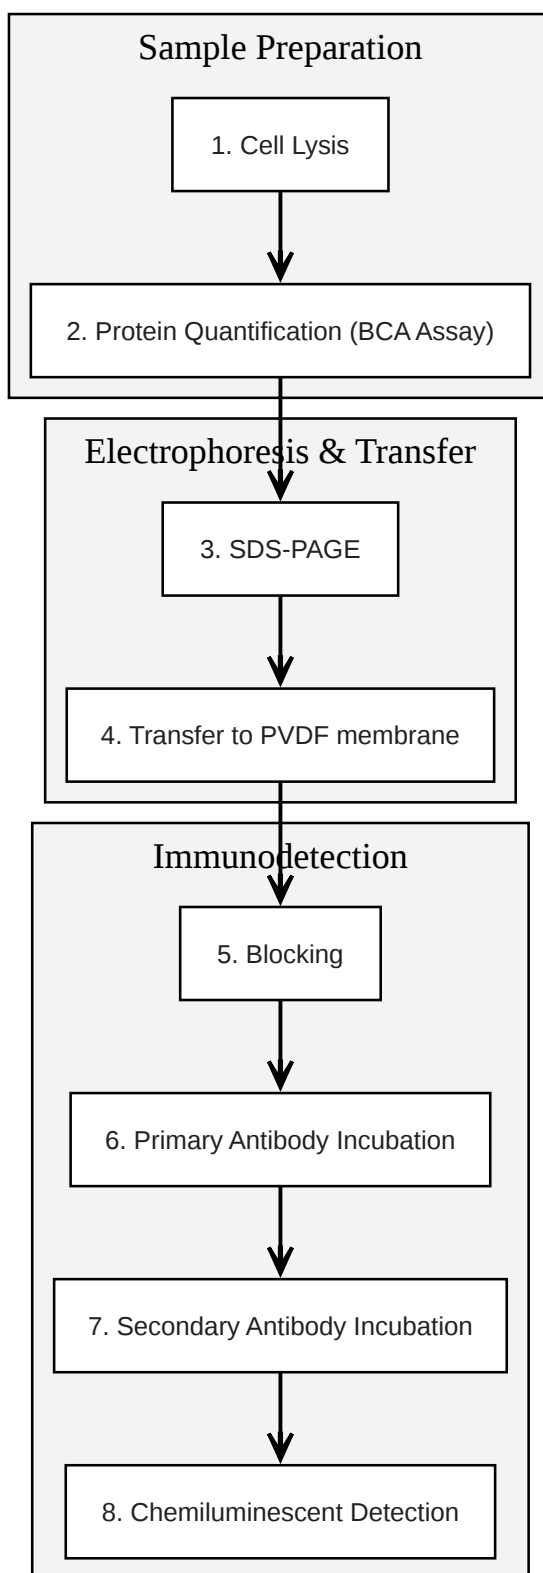 Sample Preparation
1. Cell Lysis
2. Protein Quantification (BCA Assay)
Electrophoresis & Transfer
3. SDS-PAGE
4. Transfer to PVDF membrane
Immunodetection
5. Blocking
6. Primary Antibody Incubation
7. Secondary Antibody Incubation
8. Chemiluminescent Detection